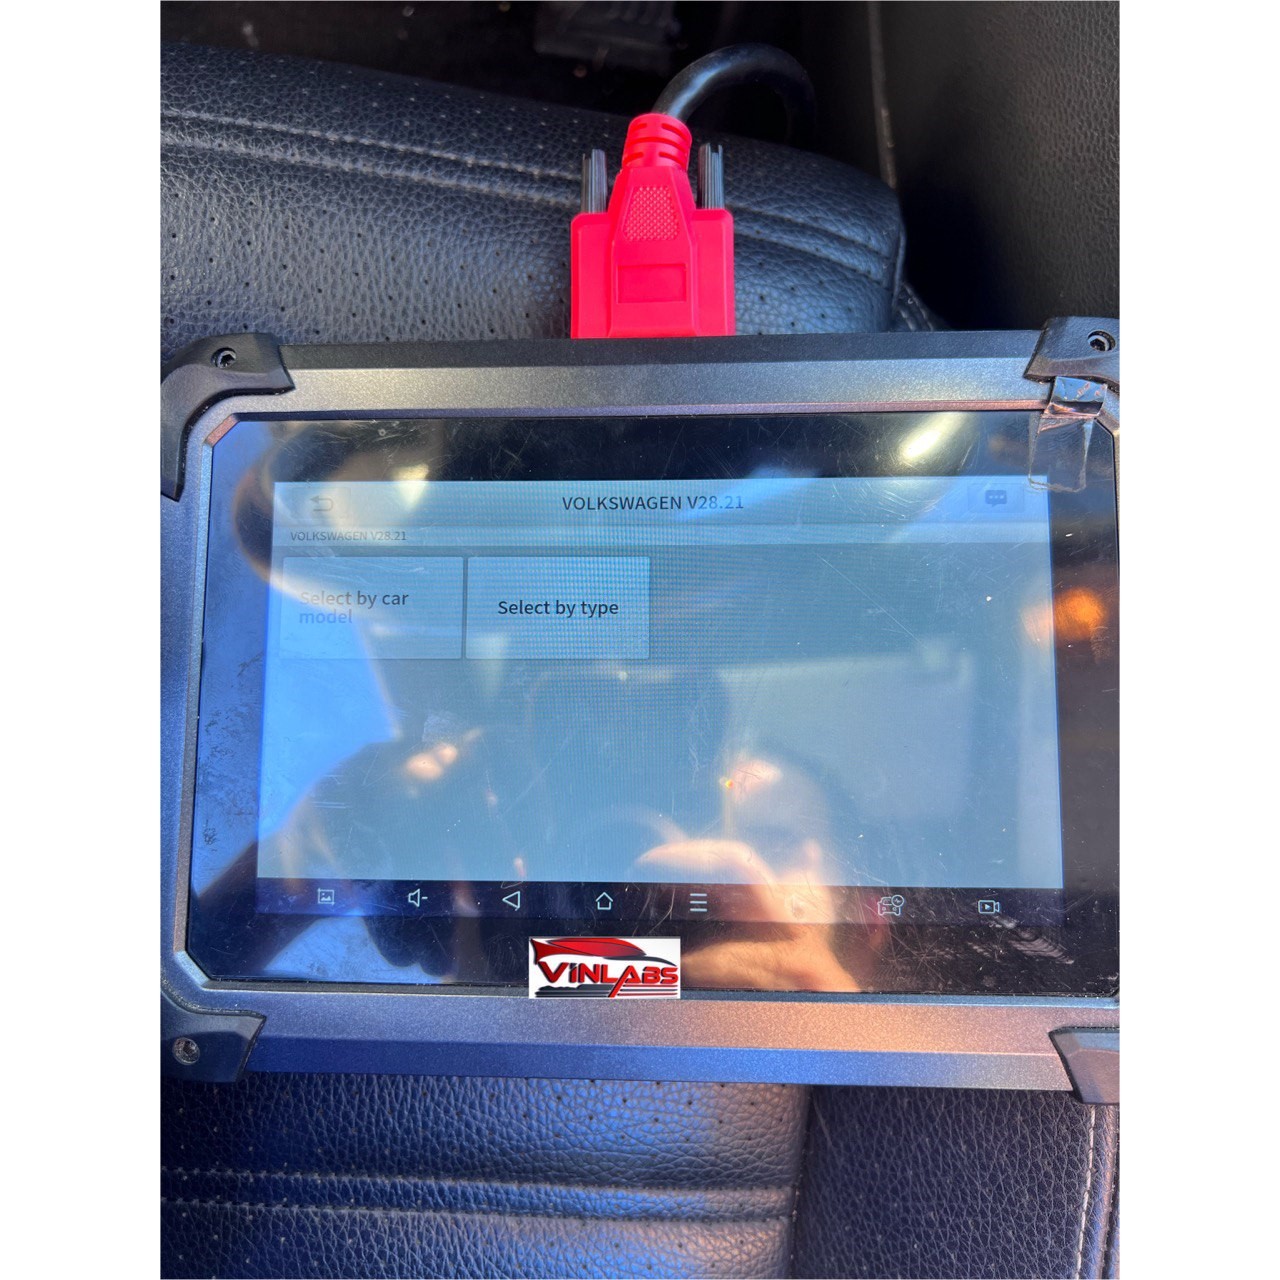 VOLKSWAGEN V28.21
VOLKSWAGEN V28.21
Select by car
model
Select by type
VINLABS